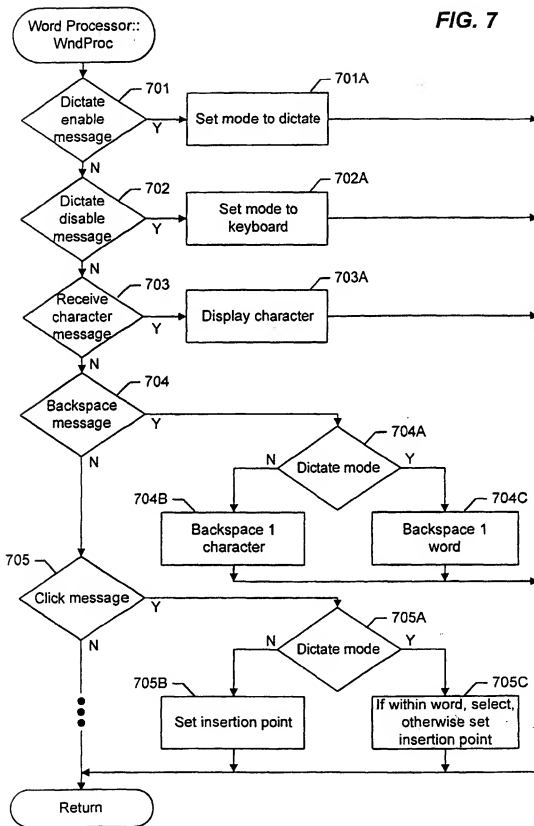 FIG. 7
Word Processor::
WndProc
701
Dictate
enable
message
Y
N
701A
Set mode to dictate
702
Dictate
disable
message
Y
N
702A
Set mode to
keyboard
703
Receive
character
message
Y
N
703A
Display character
704
Backspace
message
Y
N
704A
Dictate mode
N
Y
704B
Backspace 1
character
704C
Backspace 1
word
705
Click message
Y
N
705A
Dictate mode
N
Y
705B
Set insertion point
705C
If within word, select,
otherwise set
insertion point
Return